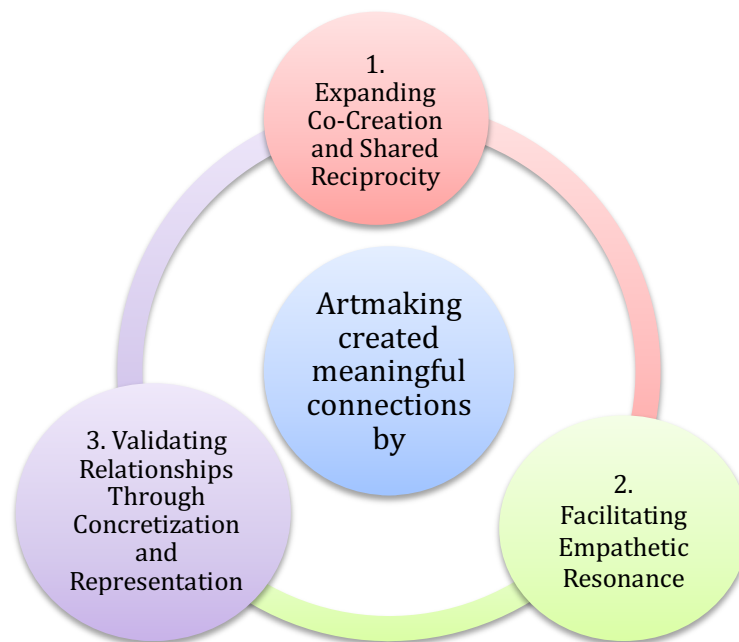 1.
Expanding
Co-Creation
and Shared
Reciprocity
Artmaking
created
meaningful
connections
by
2.
Facilitating
Empathetic
Resonance
3. Validating
Relationships
Through
Concretization
and
Representation